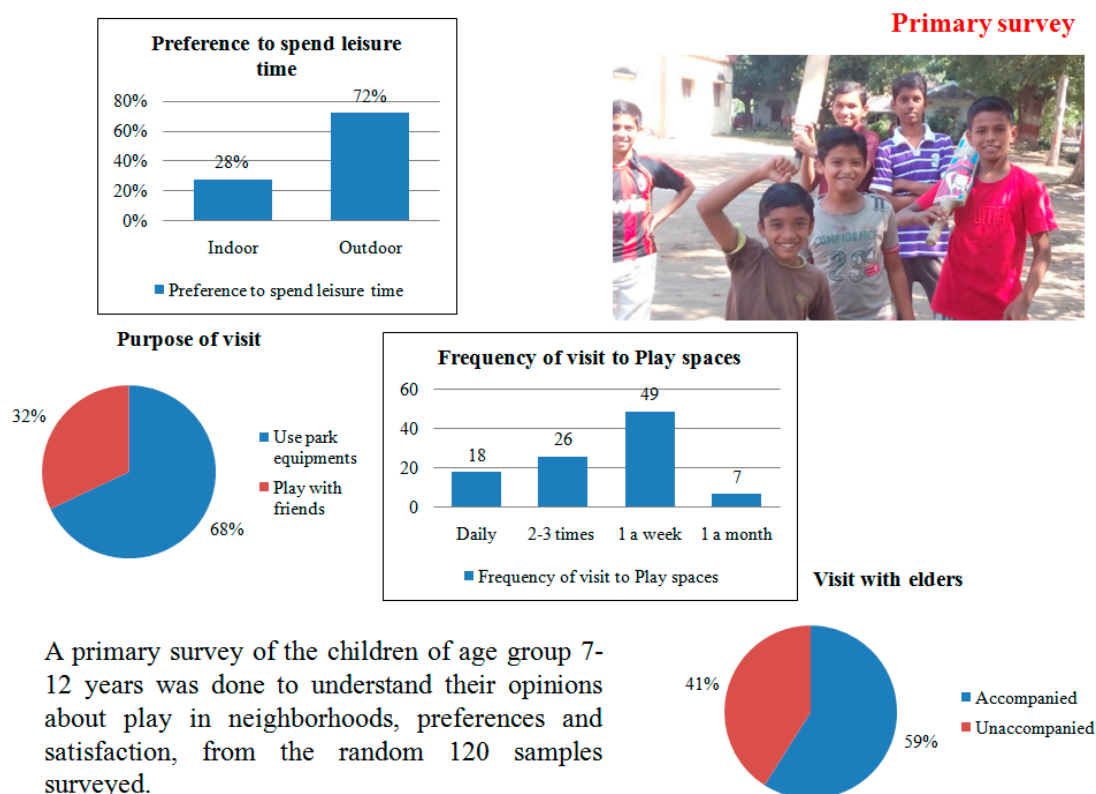 Primary survey
Preference to spend leisure
time
80%
60%
40%
20%
0%
28%
72%
Indoor
Outdoor
Preference to spend leisure time
CONFIDENCE
Purpose of visit
32%
68%
Use park
equipments
Play with
friends
Frequency of visit to Play spaces
60
40
20
0
18
26
49
7
Daily
2-3 times
1 a week
1 a month
Frequency of visit to Play spaces
Visit with elders
41%
59%
Accompanied
Unaccompanied
A primary survey of the children of age group 7-
12 years was done to understand their opinions
about play in neighborhoods, preferences and
satisfaction, from the random 120 samples
surveyed.